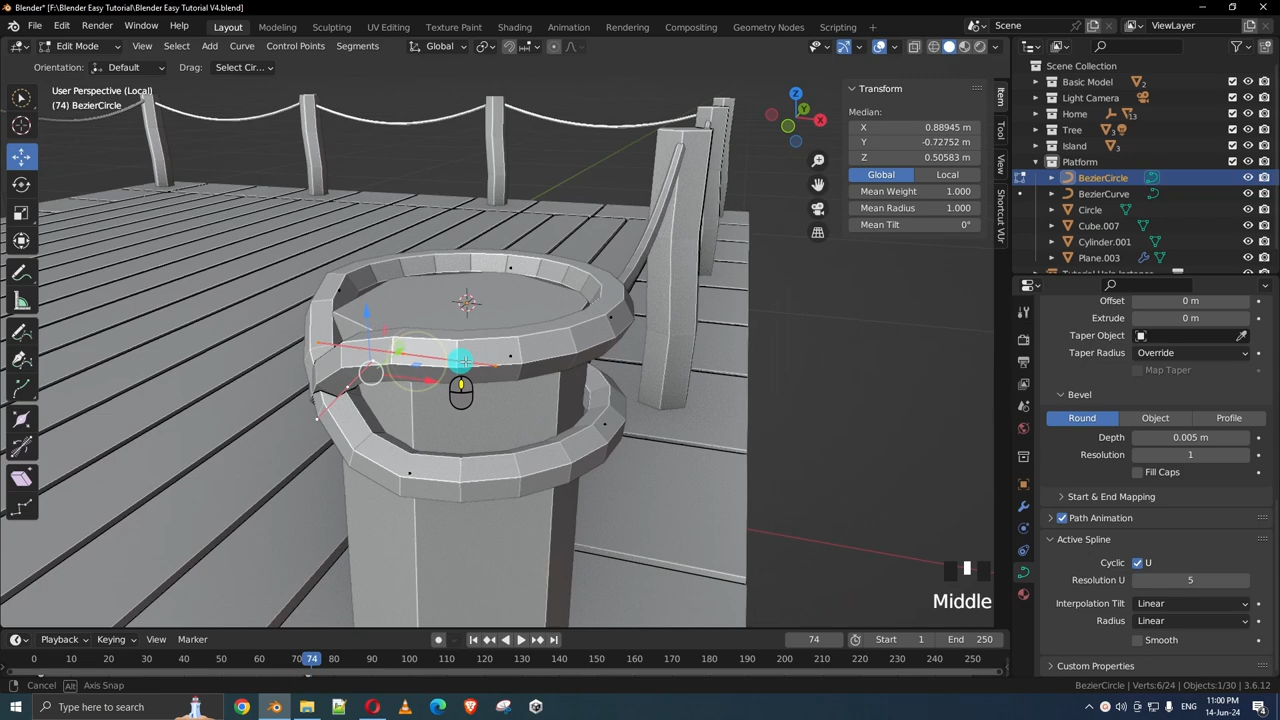 Blender* [F:\Blender Easy Tutorial\Blender Easy Tutorial V4.blend]
File Edit Render Window Help Layout Modeling Sculpting UV Editing Texture Paint Shading Animation Rendering Compositing Geometry Nodes Scripting Scene ViewLayer
Edit Mode View Select Add Curve Control Points Segments Global
Orientation: Default Drag: Select Cir...
User Perspective (Local)
(74) BezierCircle
Z
Y
X
Transform
Median:
X 0.88945 m
Y -0.72752 m
Z 0.50583 m
Global Local
Mean Weight 1.000
Mean Radius 1.000
Mean Tilt 0°
Item
Tool
View
Shortcut VUr
Scene Collection
Basic Model 2
Light Camera
Home 13
Tree 3
Island 3
Platform
BezierCircle
BezierCurve
Circle
Cube.007
Cylinder.001
Plane.003
Offset 0 m
Extrude 0 m
Taper Object
Taper Radius Override
Map Taper
Bevel
Round Object Profile
Depth 0.005 m
Resolution 1
Fill Caps
Start & End Mapping
Path Animation
Active Spline
Cyclic U
Resolution U 5
Interpolation Tilt Linear
Radius Linear
Smooth
Custom Properties
Middle
Playback Keying View Marker 74 Start 1 End 250
0 10 20 30 40 50 60 70 74 80 90 100 110 120 130 140 150 160 170 180 190 200 210 220 230 240 250
Cancel Alt Axis Snap BezierCircle | Verts:6/24 | Objects:1/30 | 3.6.12
Type here to search
11:00 PM
14-Jun-24